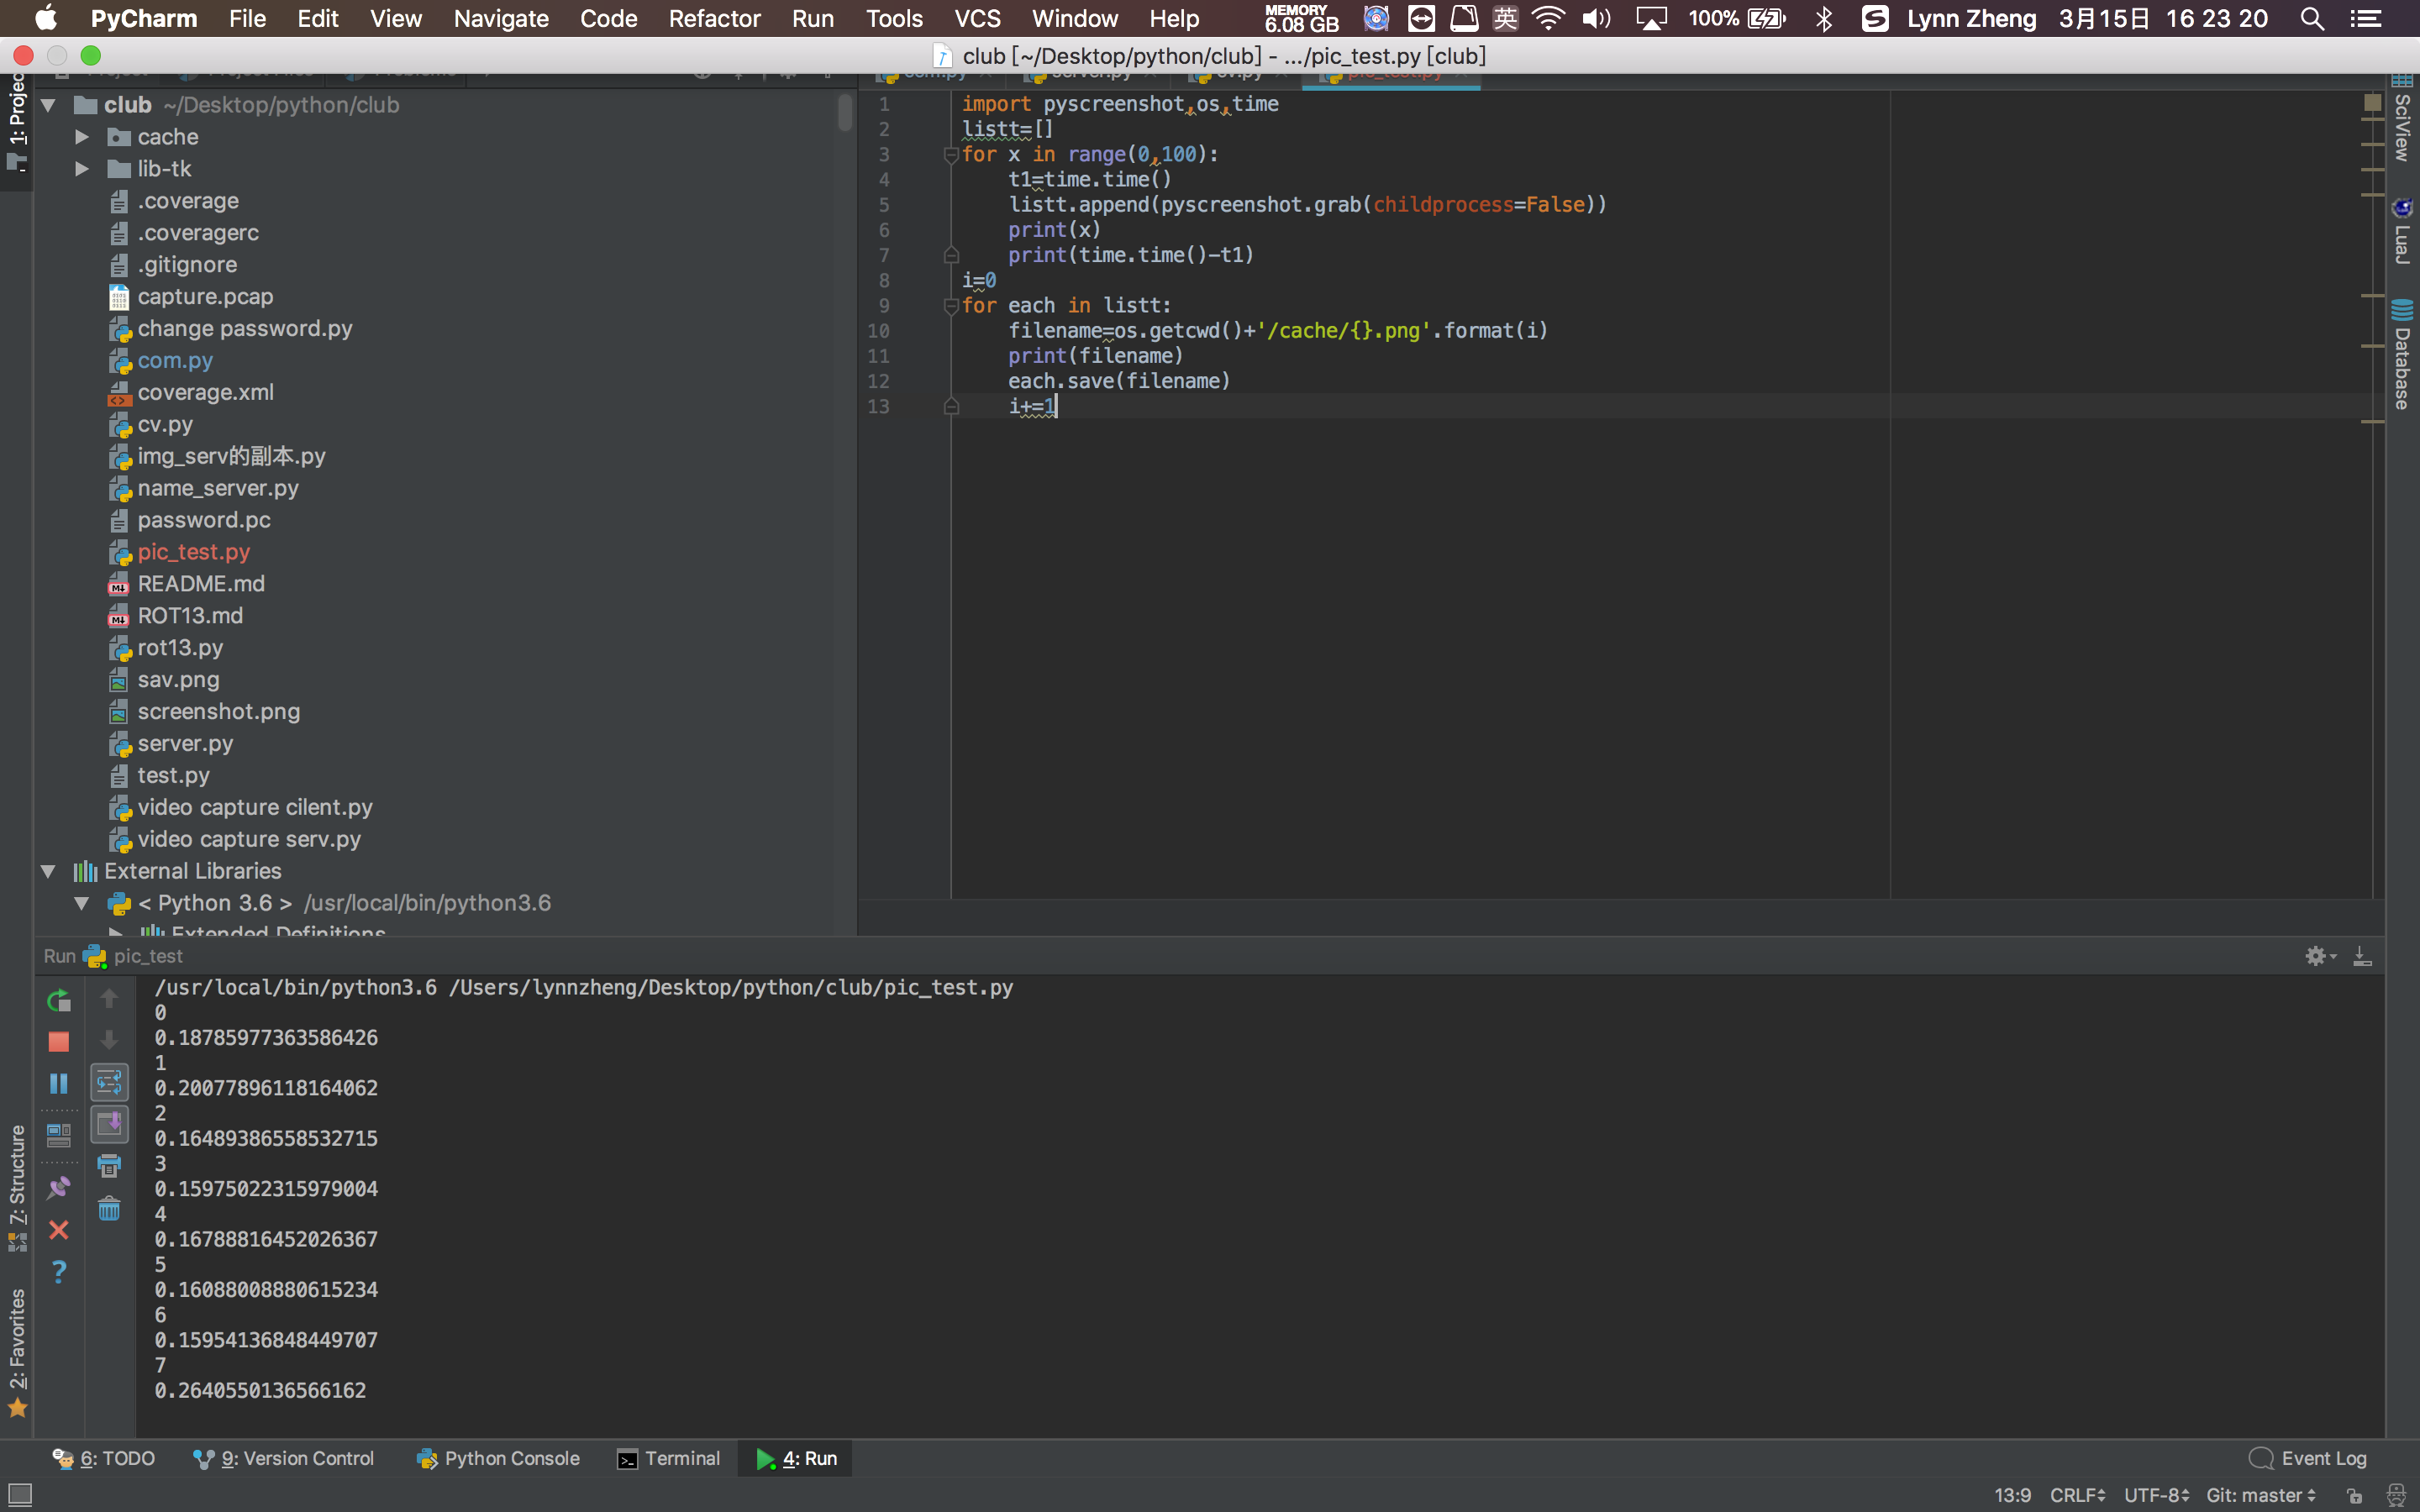 PyCharm File Edit View Navigate Code Refactor Run Tools VCS Window Help MEMORY 6.08 GB 英 100% Lynn Zheng 3月15日 16 23 20
club [~/Desktop/python/club] - .../pic_test.py [club]
1: Project
club ~/Desktop/python/club
cache
lib-tk
.coverage
.coveragerc
.gitignore
capture.pcap
change password.py
com.py
coverage.xml
cv.py
img_serv的副本.py
name_server.py
password.pc
pic_test.py
README.md
ROT13.md
rot13.py
sav.png
screenshot.png
server.py
test.py
video capture cilent.py
video capture serv.py
External Libraries
< Python 3.6 > /usr/local/bin/python3.6
Extended Definitions
com.py server.py cv.py pic_test.py
1 import pyscreenshot,os,time
2 listt=[]
3 for x in range(0,100):
4 t1=time.time()
5 listt.append(pyscreenshot.grab(childprocess=False))
6 print(x)
7 print(time.time()-t1)
8 i=0
9 for each in listt:
10 filename=os.getcwd()+'/cache/{}.png'.format(i)
11 print(filename)
12 each.save(filename)
13 i+=1
SciView
LuaJ
Database
Run pic_test
/usr/local/bin/python3.6 /Users/lynnzheng/Desktop/python/club/pic_test.py
0
0.18785977363586426
1
0.20077896118164062
2
0.16489386558532715
3
0.15975022315979004
4
0.16788816452026367
5
0.16088008880615234
6
0.15954136848449707
7
0.2640550136566162
7: Structure
2: Favorites
6: TODO 9: Version Control Python Console Terminal 4: Run Event Log
13:9 CRLF UTF-8 Git: master